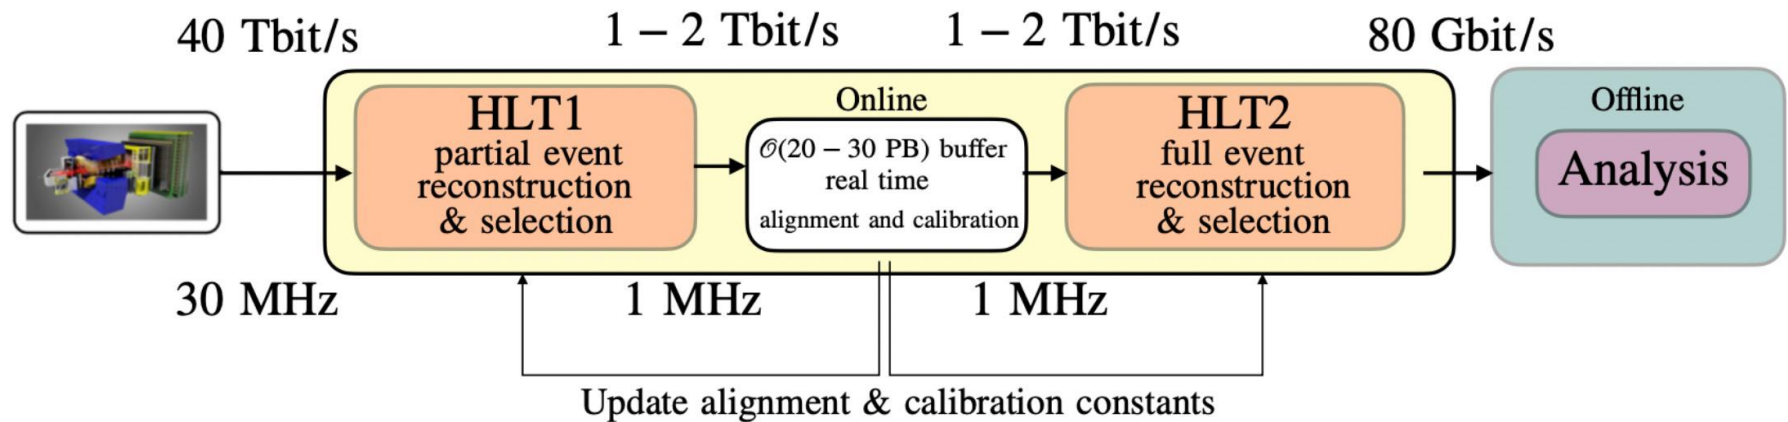 40 Tbit/s
1 – 2 Tbit/s
1 – 2 Tbit/s
80 Gbit/s
HLT1
partial event
reconstruction
& selection
Online
𝒪(20 – 30 PB) buffer
real time
alignment and calibration
HLT2
full event
reconstruction
& selection
Offline
Analysis
30 MHz
1 MHz
1 MHz
Update alignment & calibration constants